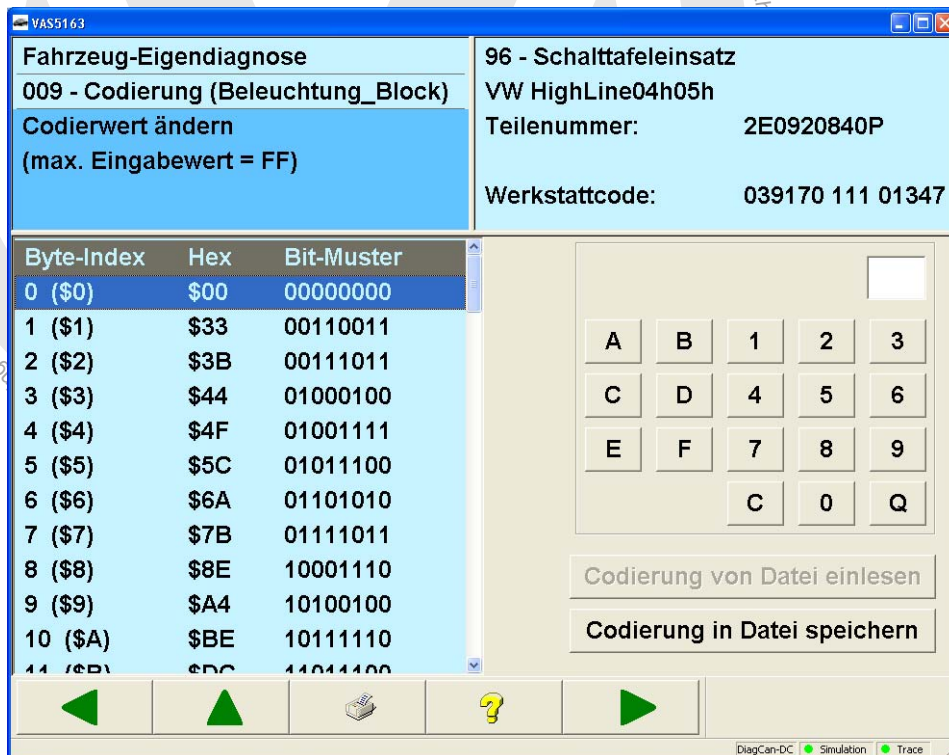 VAS5163
Fahrzeug-Eigendiagnose
009 - Codierung (Beleuchtung_Block)
Codierwert ändern
(max. Eingabewert = FF)
96 - Schalttafeleinsatz
VW HighLine04h05h
Teilenummer: 2E0920840P
Werkstattcode: 039170 111 01347
Byte-Index Hex Bit-Muster
0 ($0) $00 00000000
1 ($1) $33 00110011
2 ($2) $3B 00111011
3 ($3) $44 01000100
4 ($4) $4F 01001111
5 ($5) $5C 01011100
6 ($6) $6A 01101010
7 ($7) $7B 01111011
8 ($8) $8E 10001110
9 ($9) $A4 10100100
10 ($A) $BE 10111110
11 ($B) $DC 11011100
A B 1 2 3
C D 4 5 6
E F 7 8 9
C 0 Q
Codierung von Datei einlesen
Codierung in Datei speichern
DiagCan-DC Simulation Trace